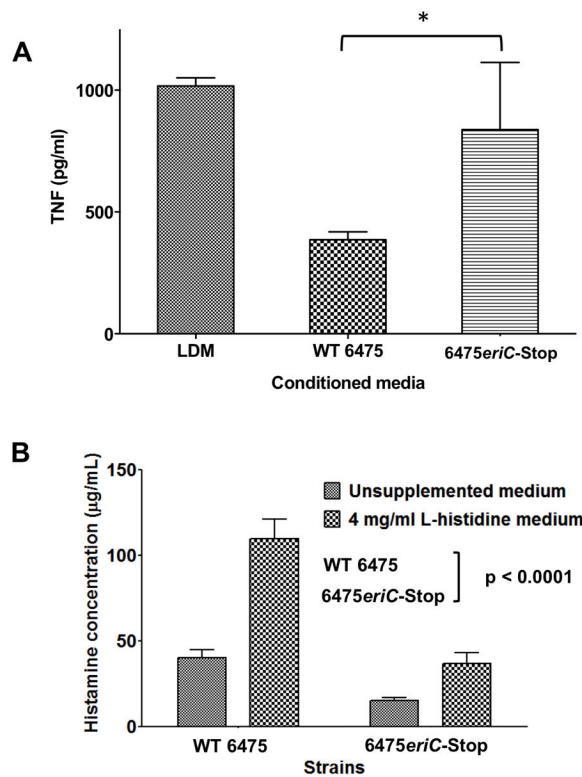 A
*
TNF (pg/ml)
1000
500
0
LDM
WT 6475
6475eriC-Stop
Conditioned media
B
Histamine concentration (μg/mL)
150
100
50
0
Unsupplemented medium
4 mg/ml L-histidine medium
WT 6475
6475eriC-Stop
p < 0.0001
WT 6475
6475eriC-Stop
Strains